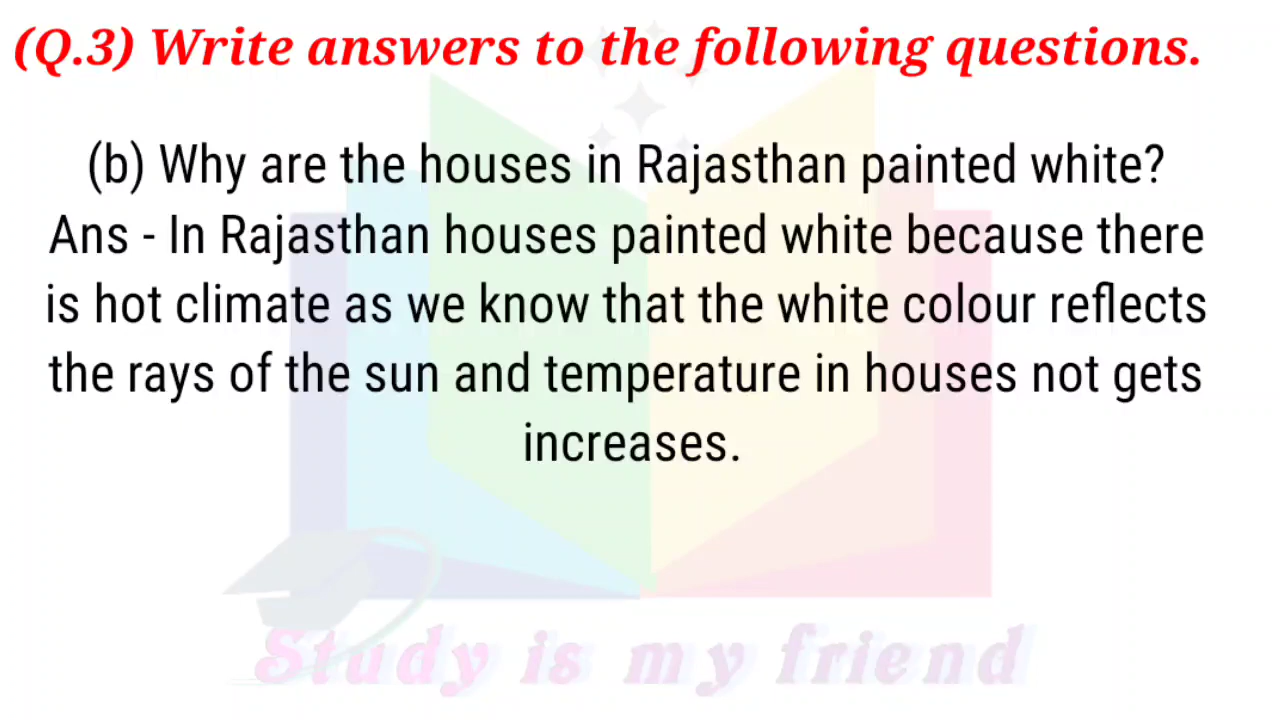 (Q.3) Write answers to the following questions.
(b) Why are the houses in Rajasthan painted white?
Ans - In Rajasthan houses painted white because there
is hot climate as we know that the white colour reflects
the rays of the sun and temperature in houses not gets
increases.
Study is my friend